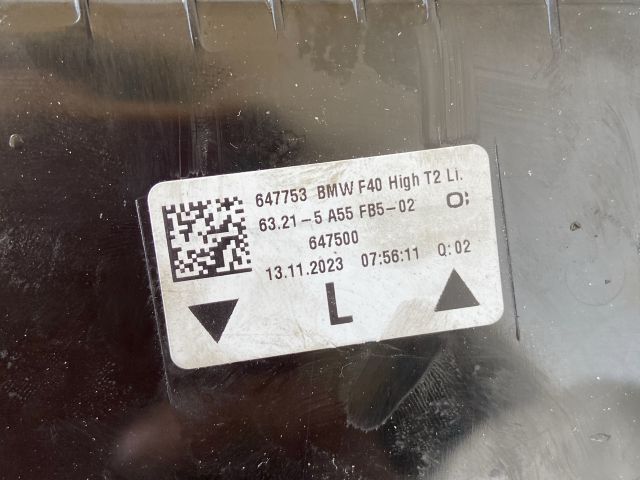 647753 BMW F40 High T2 Li.
63.21-5 A55 FB5-02 O;
647500
13.11.2023 07:56:11 Q:02
L